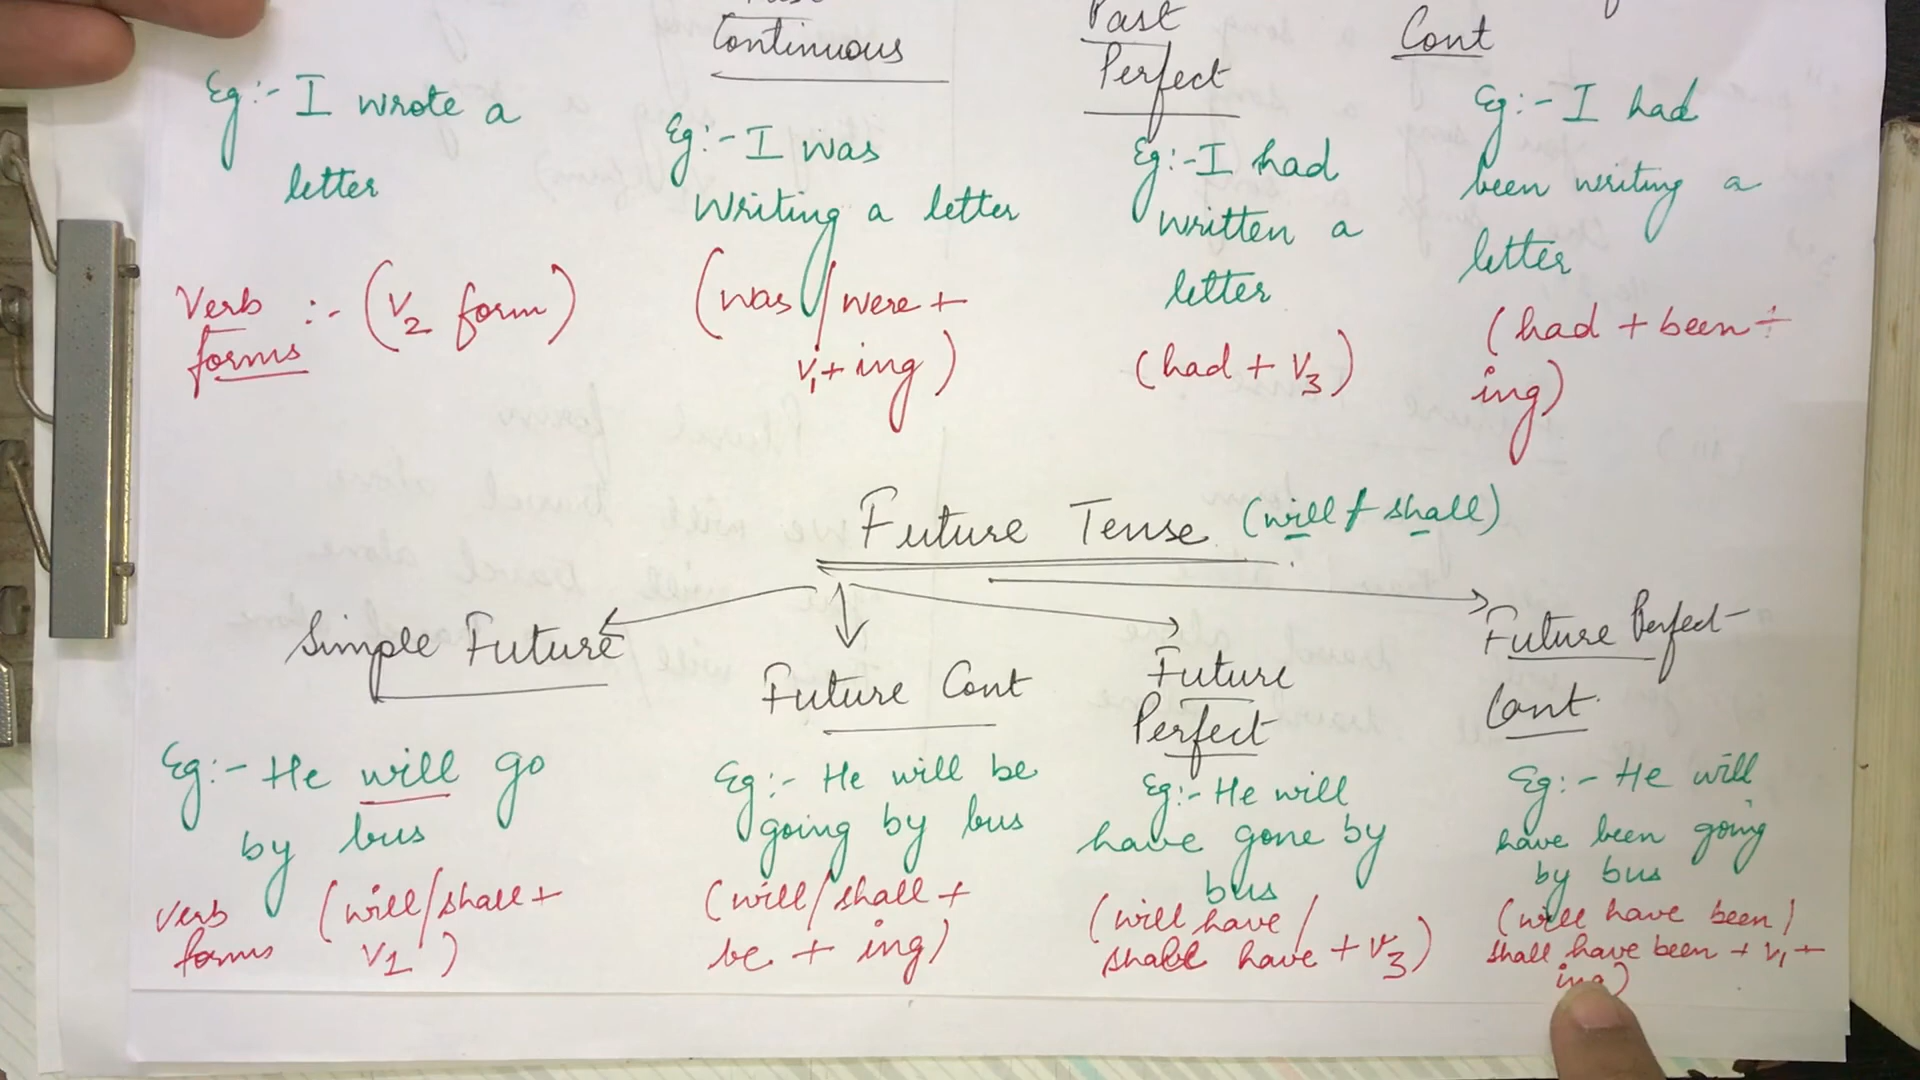 Continuous
Past
Perfect
Cont
Eg:- I wrote a
letter
Eg:- I was
writing a letter
Eg:- I had
written a
letter
Eg:- I had
been writing a
letter
Verb
forms :- (V2 form)
(was/were +
V1 + ing)
(had + V3)
(had + been +
ing)
Future Tense (will / shall)
Simple Future
Future Cont
Future
Perfect
Future Perfect
Cont.
Eg:- He will go
by bus
Eg:- He will be
going by bus
Eg:- He will
have gone by
bus
Eg:- He will
have been going
by bus
Verb
forms
(will/shall +
V1)
(will/shall +
be + ing)
(will have/
shall have + V3)
(will have been/
shall have been + V1 +
ing)